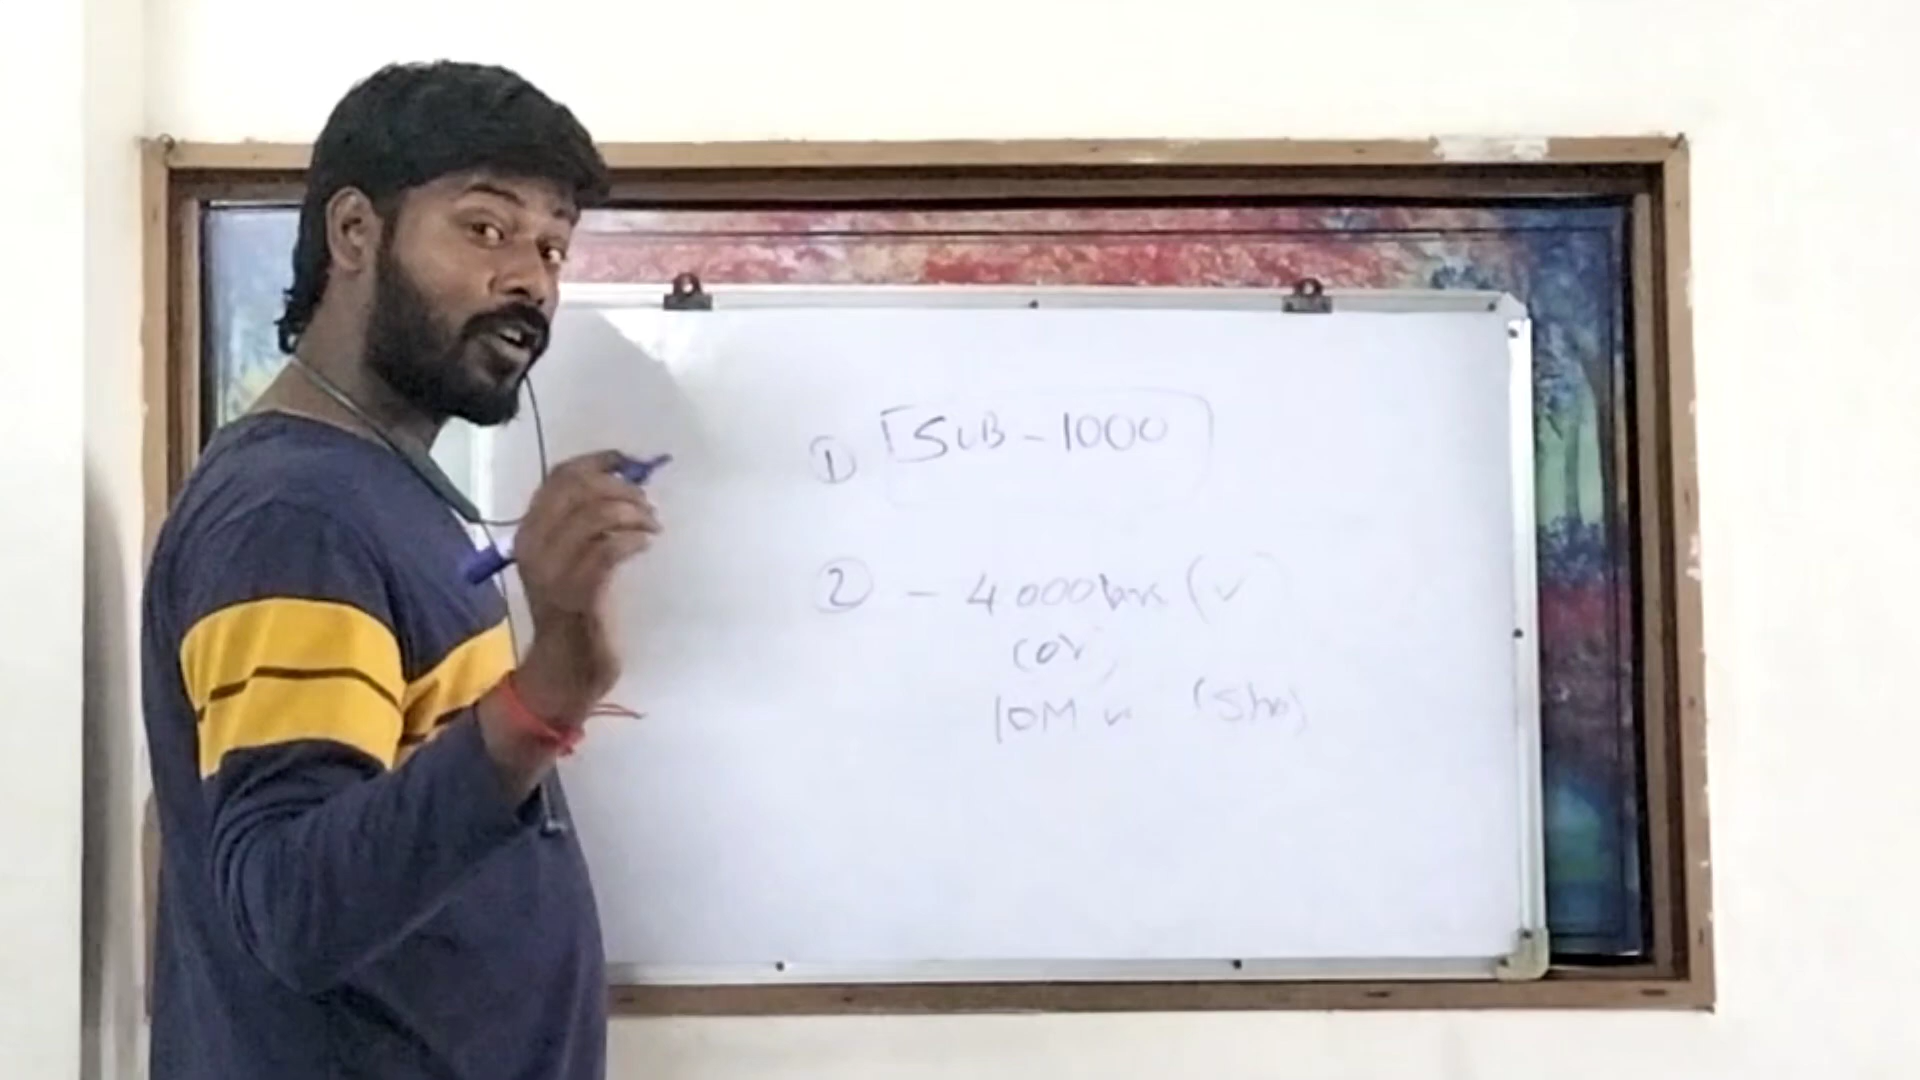 ① SUB - 1000
② - 4000hrs (v
(or)
10M v (Sho)